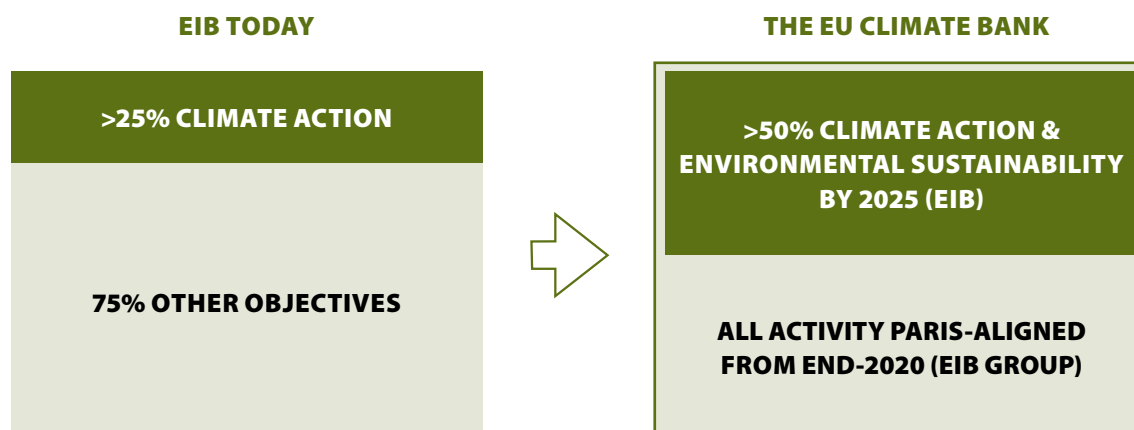 EIB TODAY
>25% CLIMATE ACTION
75% OTHER OBJECTIVES
THE EU CLIMATE BANK
>50% CLIMATE ACTION &
ENVIRONMENTAL SUSTAINABILITY
BY 2025 (EIB)
ALL ACTIVITY PARIS-ALIGNED
FROM END-2020 (EIB GROUP)